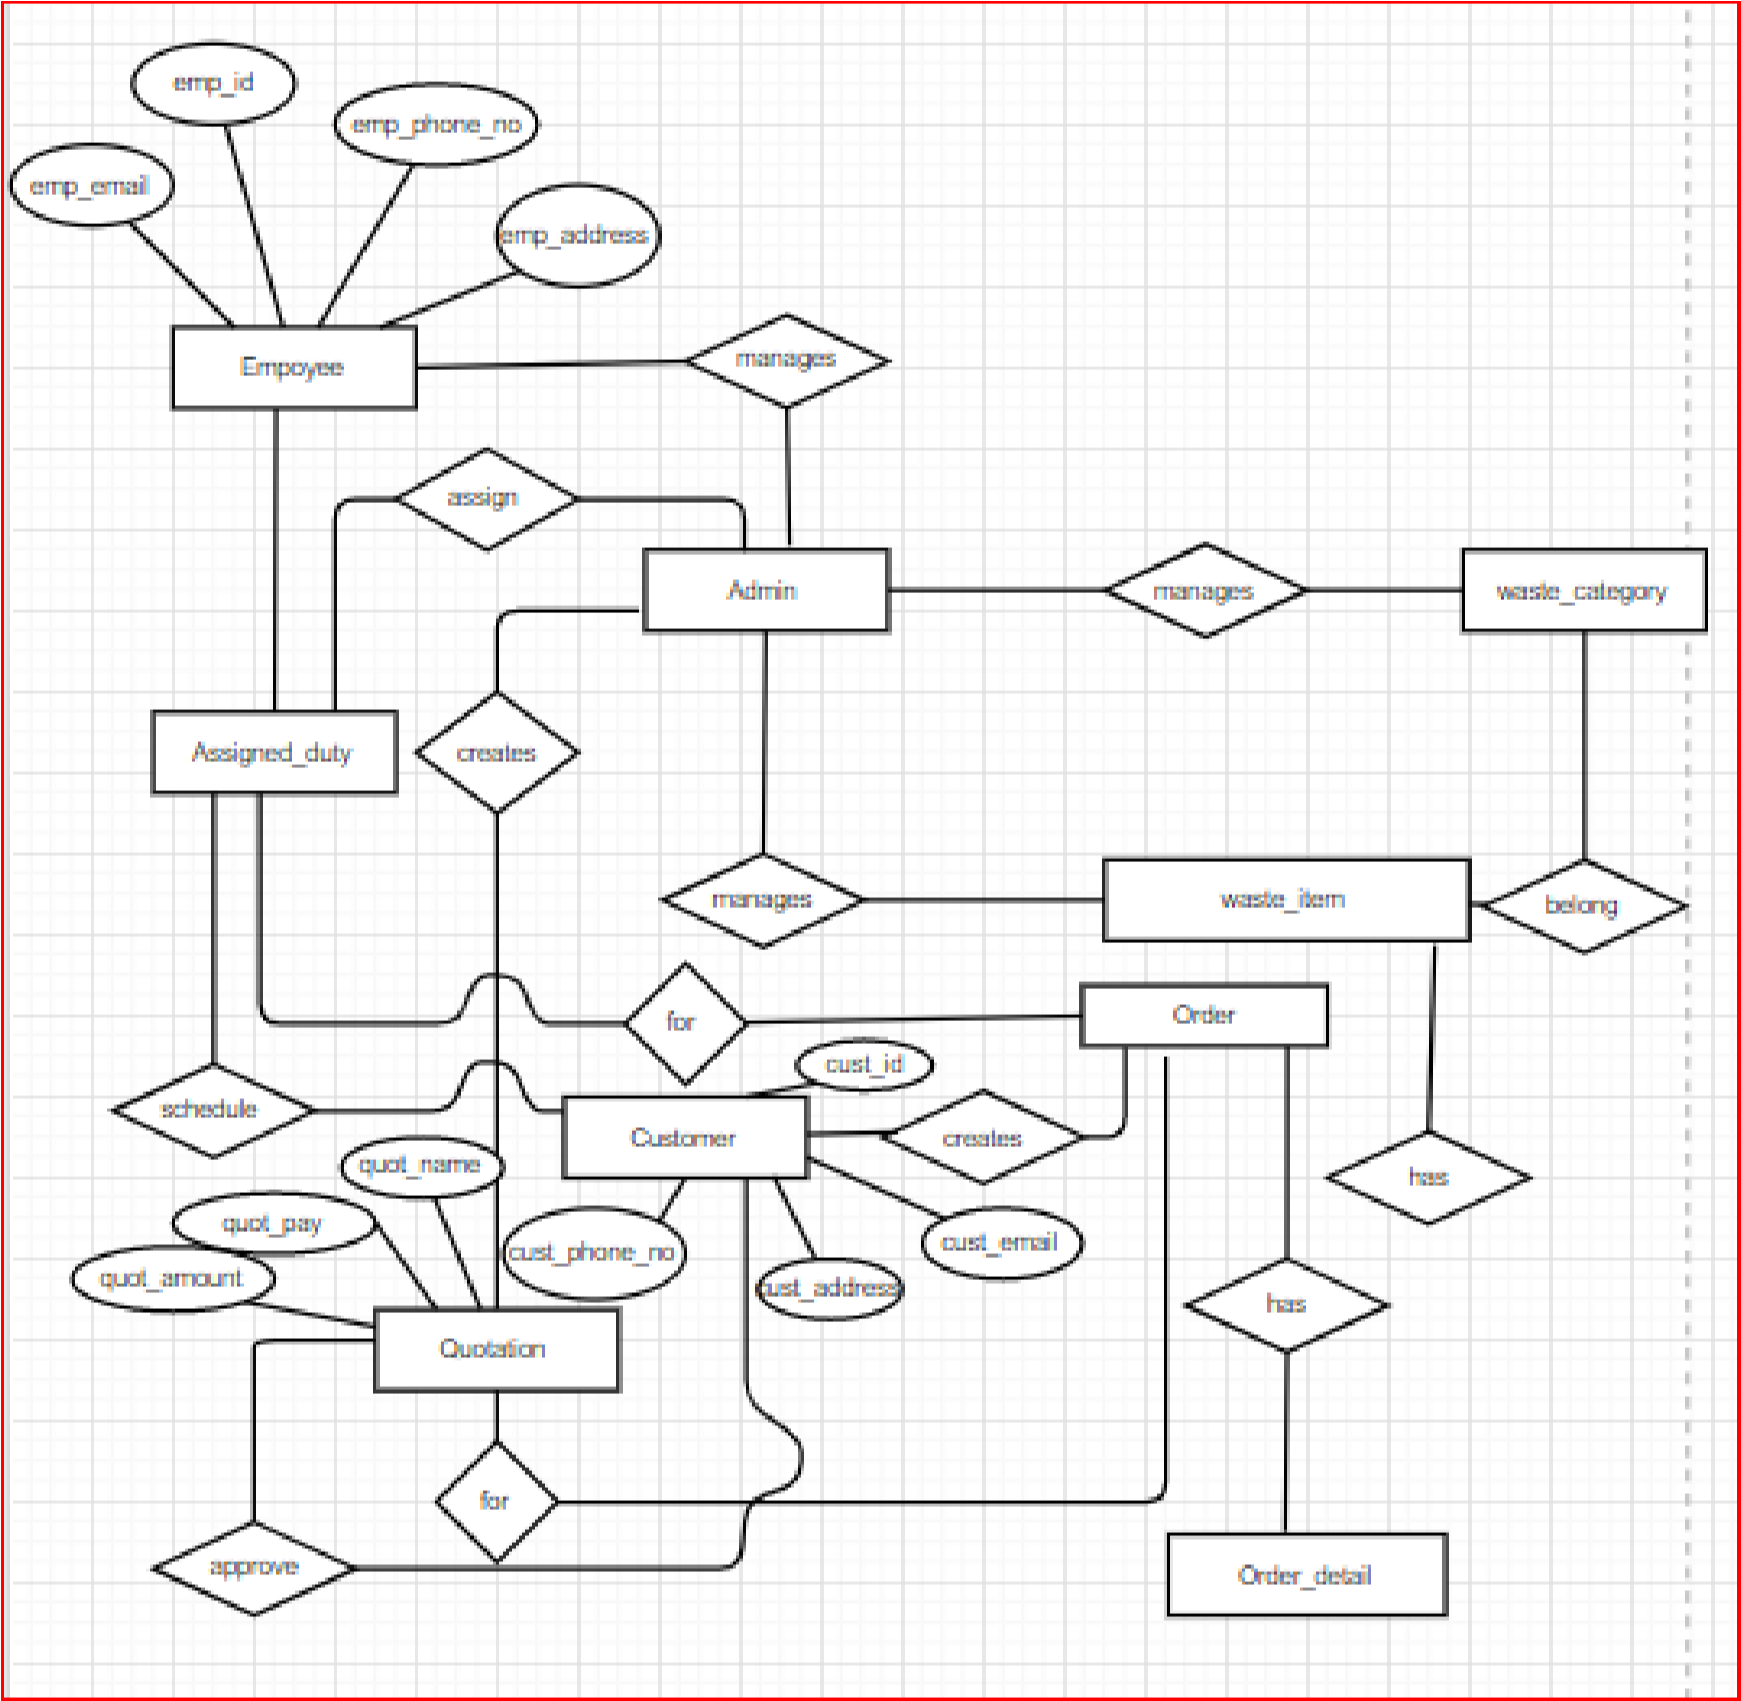 emp_id
emp_phone_no
emp_email
emp_address
Empoyee
manages
assign
Admin
manages
waste_category
Assigned_duty
creates
manages
waste_item
belong
for
Order
cust_id
schedule
Customer
creates
quot_name
has
quot_pay
cust_phone_no
cust_email
quot_amount
ust_address
has
Quotation
for
approve
Order_detail